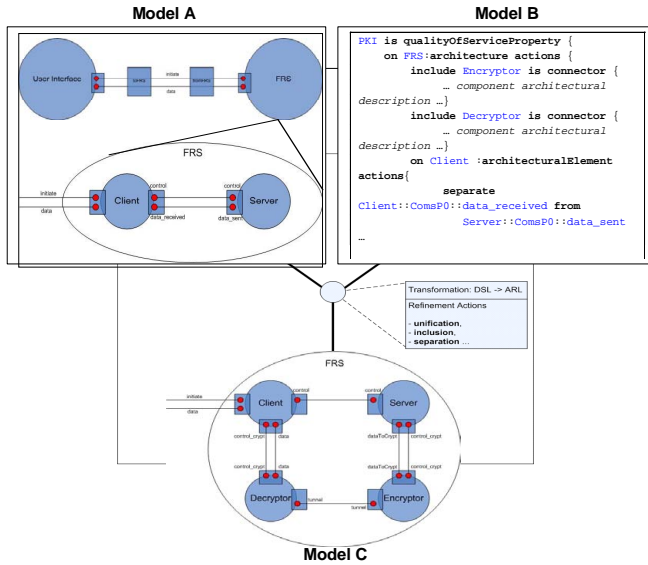 Model A
Model B
User Interface
initiate
data
FRS
FRS
initiate
data
Client
control
data_received
control
data_sent
Server
PKI is qualityOfServiceProperty {
on FRS:architecture actions {
include Encryptor is connector {
… component architectural
description …}
include Decryptor is connector {
… component architectural
description …}
on Client :architecturalElement
actions{
separate
Client::ComsP0::data_received from
Server::ComsP0::data_sent
…
Transformation: DSL -> ARL
Refinement Actions
- unification,
- inclusion,
- separation ...
FRS
initiate
data
Client
control
control
Server
control_crypt
data
dataToCrypt
control_crypt
control_crypt
data
dataToCrypt
control_crypt
Decryptor
tunnel
tunnel
Encryptor
Model C